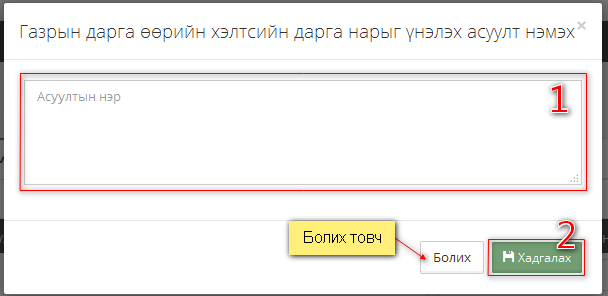 Газрын дарга өөрийн хэлтсийн дарга нарыг үнэлэх асуулт нэмэх ×
Асуултын нэр
1
Болих товч
Болих
Хадгалах
2